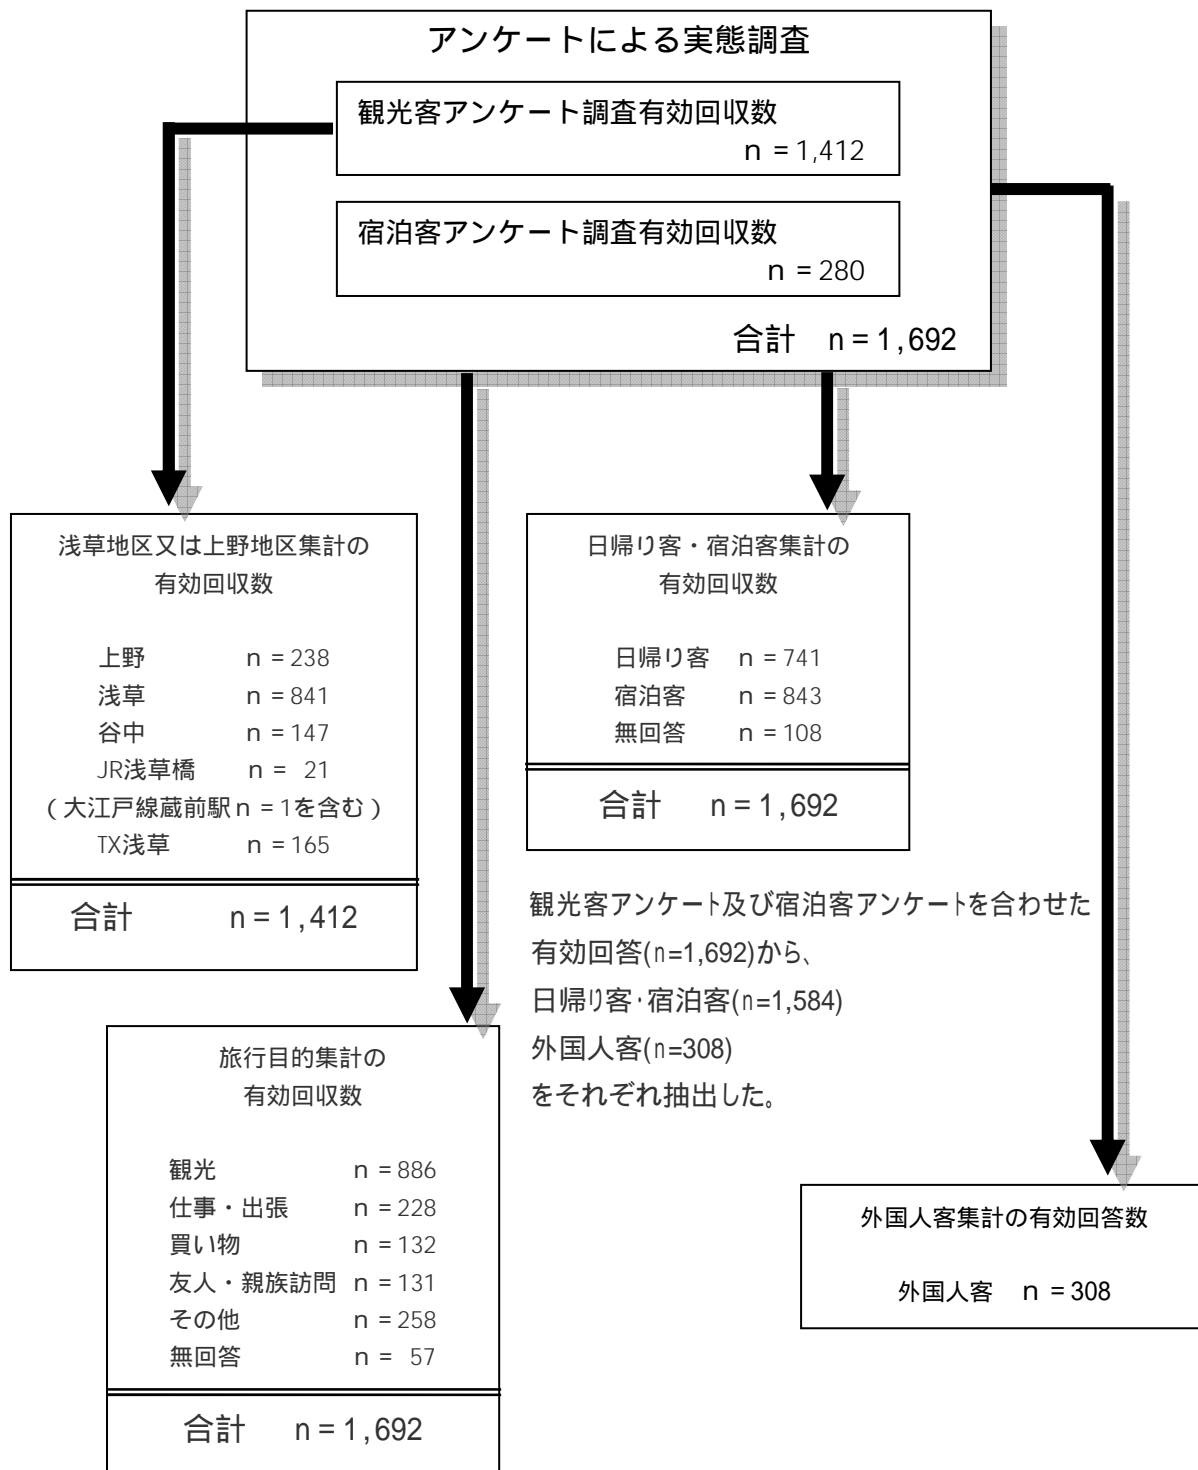 アンケートによる実態調査
観光客アンケート調査有効回収数
n = 1,412
宿泊客アンケート調査有効回収数
n = 280
合計 n = 1,692
浅草地区又は上野地区集計の
有効回収数
上野 n = 238
浅草 n = 841
谷中 n = 147
JR浅草橋 n = 21
(大江戸線蔵前駅n = 1を含む)
TX浅草 n = 165
合計 n = 1,412
日帰り客・宿泊客集計の
有効回収数
日帰り客 n = 741
宿泊客 n = 843
無回答 n = 108
合計 n = 1,692
観光客アンケート及び宿泊客アンケートを合わせた
有効回答(n=1,692)から、
日帰り客・宿泊客(n=1,584)
外国人客(n=308)
をそれぞれ抽出した。
旅行目的集計の
有効回収数
観光 n = 886
仕事・出張 n = 228
買い物 n = 132
友人・親族訪問 n = 131
その他 n = 258
無回答 n = 57
合計 n = 1,692
外国人客集計の有効回答数
外国人客 n = 308